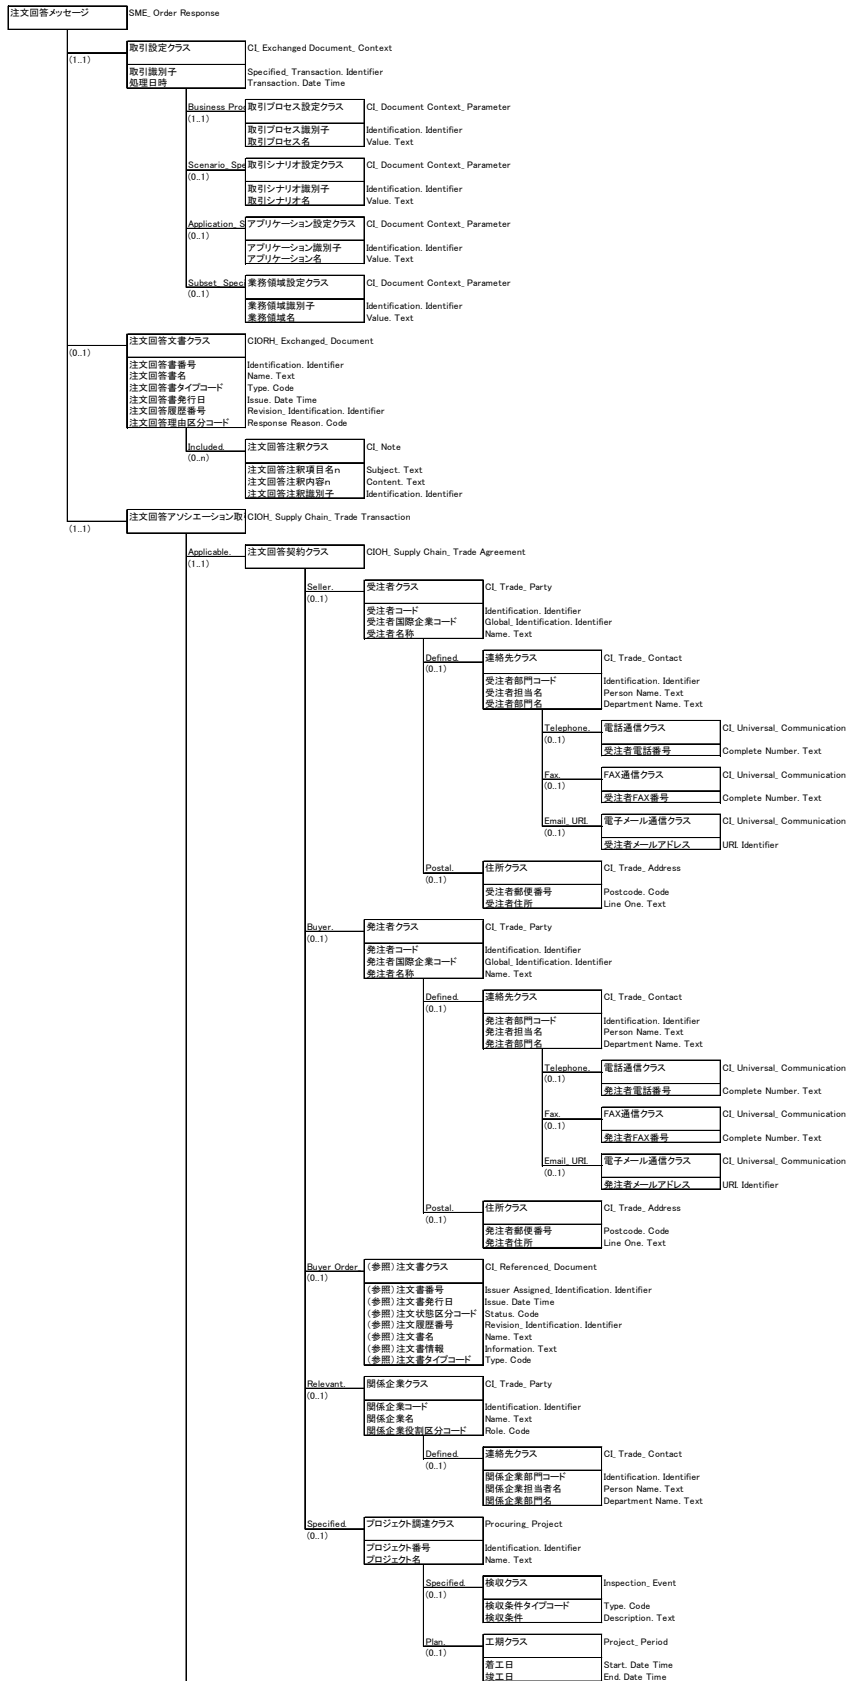 注文回答メッセージ SME_ Order Response
取引設定クラス CI_ Exchanged Document_ Context
(1..1)
取引識別子 Specified_ Transaction. Identifier
処理日時 Transaction. Date Time
Business Pro 取引プロセス設定クラス CI_ Document Context_ Parameter
(1..1)
取引プロセス識別子 Identification. Identifier
取引プロセス名 Value. Text
Scenario_ Spe 取引シナリオ設定クラス CI_ Document Context_ Parameter
(0..1)
取引シナリオ識別子 Identification. Identifier
取引シナリオ名 Value. Text
Application_ S アプリケーション設定クラス CI_ Document Context_ Parameter
(0..1)
アプリケーション識別子 Identification. Identifier
アプリケーション名 Value. Text
Subset_ Speci 業務領域設定クラス CI_ Document Context_ Parameter
(0..1)
業務領域識別子 Identification. Identifier
業務領域名 Value. Text
注文回答文書クラス CIORH_ Exchanged_ Document
(0..1)
注文回答書番号 Identification. Identifier
注文回答書名 Name. Text
注文回答書タイプコード Type. Code
注文回答書発行日 Issue. Date Time
注文回答履歴番号 Revision_ Identification. Identifier
注文回答理由区分コード Response Reason. Code
Included. 注文回答注釈クラス CI_ Note
(0..n)
注文回答注釈項目名n Subject. Text
注文回答注釈内容n Content. Text
注文回答注釈識別子 Identification. Identifier
注文回答アソシエーション取 CIOH_ Supply Chain_ Trade Transaction
(1..1)
Applicable. 注文回答契約クラス CIOH_ Supply Chain_ Trade Agreement
(1..1)
Seller. 受注者クラス CI_ Trade_ Party
(0..1)
受注者コード Identification. Identifier
受注者国際企業コード Global_ Identification. Identifier
受注者名称 Name. Text
Defined. 連絡先クラス CI_ Trade_ Contact
(0..1)
受注者部門コード Identification. Identifier
受注者担当名 Person Name. Text
受注者部門名 Department Name. Text
Telephone. 電話通信クラス CI_ Universal_ Communication
(0..1)
受注者電話番号 Complete Number. Text
Fax. FAX通信クラス CI_ Universal_ Communication
(0..1)
受注者FAX番号 Complete Number. Text
Email_ URI. 電子メール通信クラス CI_ Universal_ Communication
(0..1)
受注者メールアドレス URI. Identifier
Postal. 住所クラス CI_ Trade_ Address
(0..1)
受注者郵便番号 Postcode. Code
受注者住所 Line One. Text
Buyer. 発注者クラス CI_ Trade_ Party
(0..1)
発注者コード Identification. Identifier
発注者国際企業コード Global_ Identification. Identifier
発注者名称 Name. Text
Defined. 連絡先クラス CI_ Trade_ Contact
(0..1)
発注者部門コード Identification. Identifier
発注者担当名 Person Name. Text
発注者部門名 Department Name. Text
Telephone. 電話通信クラス CI_ Universal_ Communication
(0..1)
発注者電話番号 Complete Number. Text
Fax. FAX通信クラス CI_ Universal_ Communication
(0..1)
発注者FAX番号 Complete Number. Text
Email_ URI. 電子メール通信クラス CI_ Universal_ Communication
(0..1)
発注者メールアドレス URI. Identifier
Postal. 住所クラス CI_ Trade_ Address
(0..1)
発注者郵便番号 Postcode. Code
発注者住所 Line One. Text
Buyer Order_ (参照)注文書クラス CI_ Referenced_ Document
(0..1)
(参照)注文書番号 Issuer Assigned_ Identification. Identifier
(参照)注文書発行日 Issue. Date Time
(参照)注文状態区分コード Status. Code
(参照)注文履歴番号 Revision_ Identification. Identifier
(参照)注文書名 Name. Text
(参照)注文書情報 Information. Text
(参照)注文書タイプコード Type. Code
Relevant. 関係企業クラス CI_ Trade_ Party
(0..1)
関係企業コード Identification. Identifier
関係企業名 Name. Text
関係企業役割区分コード Role. Code
Defined. 連絡先クラス CI_ Trade_ Contact
(0..1)
関係企業部門コード Identification. Identifier
関係企業担当者名 Person Name. Text
関係企業部門名 Department Name. Text
Specified. プロジェクト調達クラス Procuring_ Project
(0..1)
プロジェクト番号 Identification. Identifier
プロジェクト名 Name. Text
Specified. 検収クラス Inspection_ Event
(0..1)
検収条件タイプコード Type. Code
検収条件 Description. Text
Plan. 工期クラス Project_ Period
(0..1)
着工日 Start. Date Time
竣工日 End. Date Time